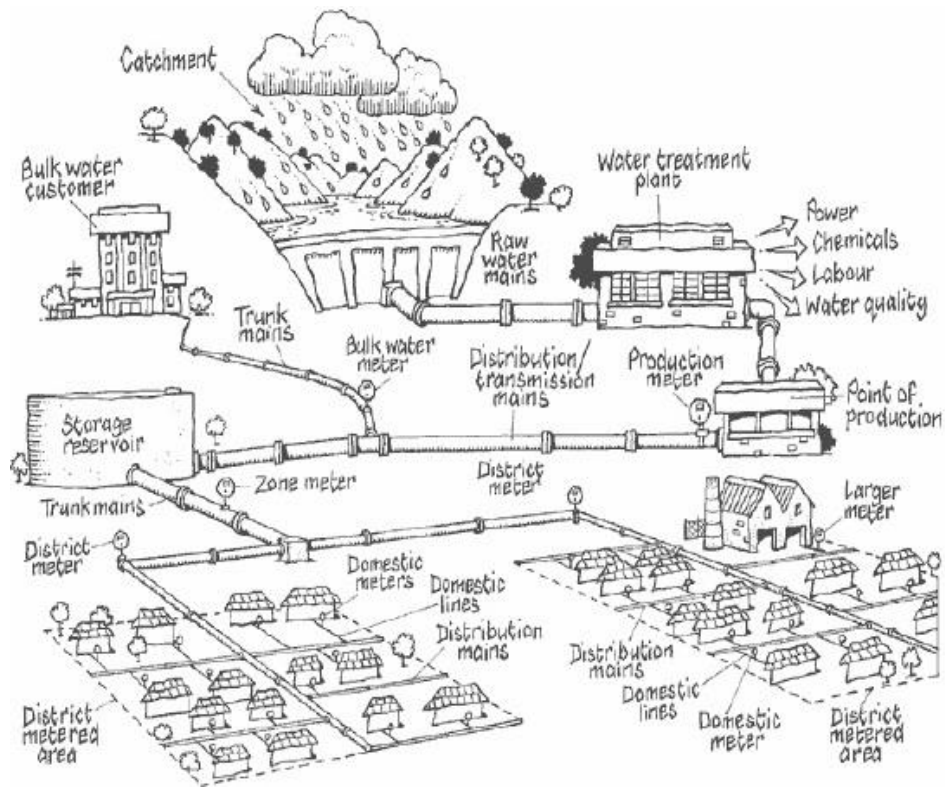 Catchment
Bulk water
customer
Water treatment
plant
Power
Chemicals
Labour
Water quality
Raw
water
mains
Trunk
mains
Bulk water
meter
Distribution
transmission
mains
Production
meter
Point of
production
Storage
reservoir
Zone meter
District
meter
Larger
meter
Trunk mains
District
meter
Domestic
meters
Domestic
lines
Distribution
mains
Distribution
mains
Domestic
lines
Domestic
meter
District
metered
area
District
metered
area